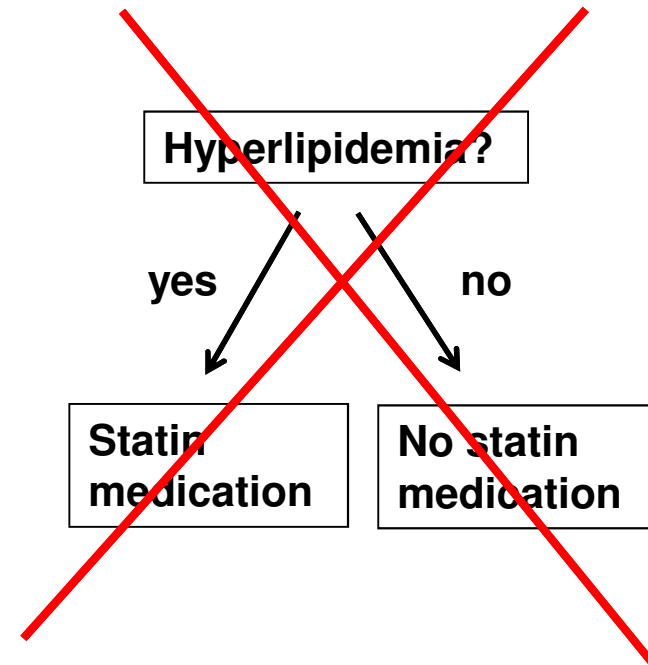 Hyperlipidemia?
yes
no
Statin
medication
No statin
medication